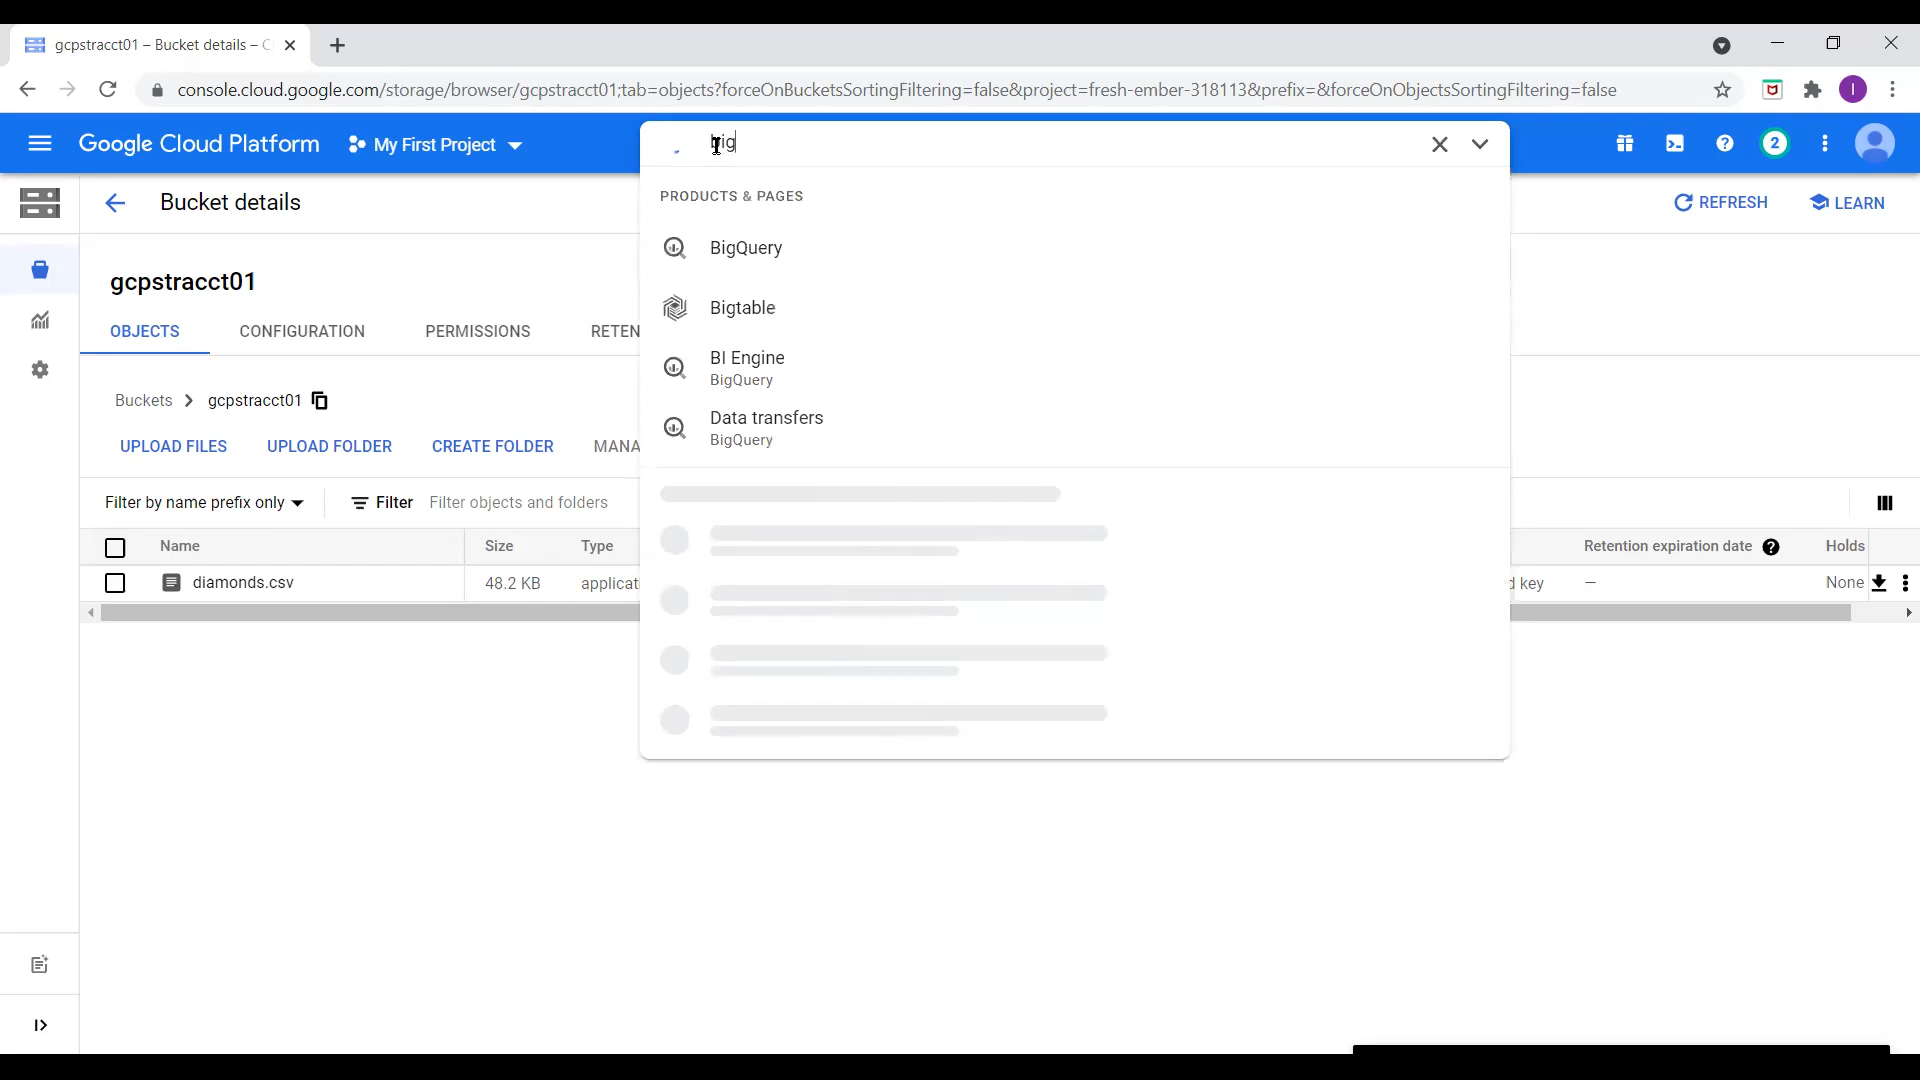 gcpstracct01 – Bucket details – C
console.cloud.google.com/storage/browser/gcpstracct01;tab=objects?forceOnBucketsSortingFiltering=false&project=fresh-ember-318113&prefix=&forceOnObjectsSortingFiltering=false
I
Google Cloud Platform
My First Project
big
2
Bucket details
REFRESH
LEARN
PRODUCTS & PAGES
BigQuery
Bigtable
BI Engine
BigQuery
Data transfers
BigQuery
gcpstracct01
OBJECTS CONFIGURATION PERMISSIONS RETEN
Buckets > gcpstracct01
UPLOAD FILES UPLOAD FOLDER CREATE FOLDER MANA
Filter by name prefix only Filter Filter objects and folders
Name Size Type Retention expiration date Holds
diamonds.csv 48.2 KB applicat d key — None